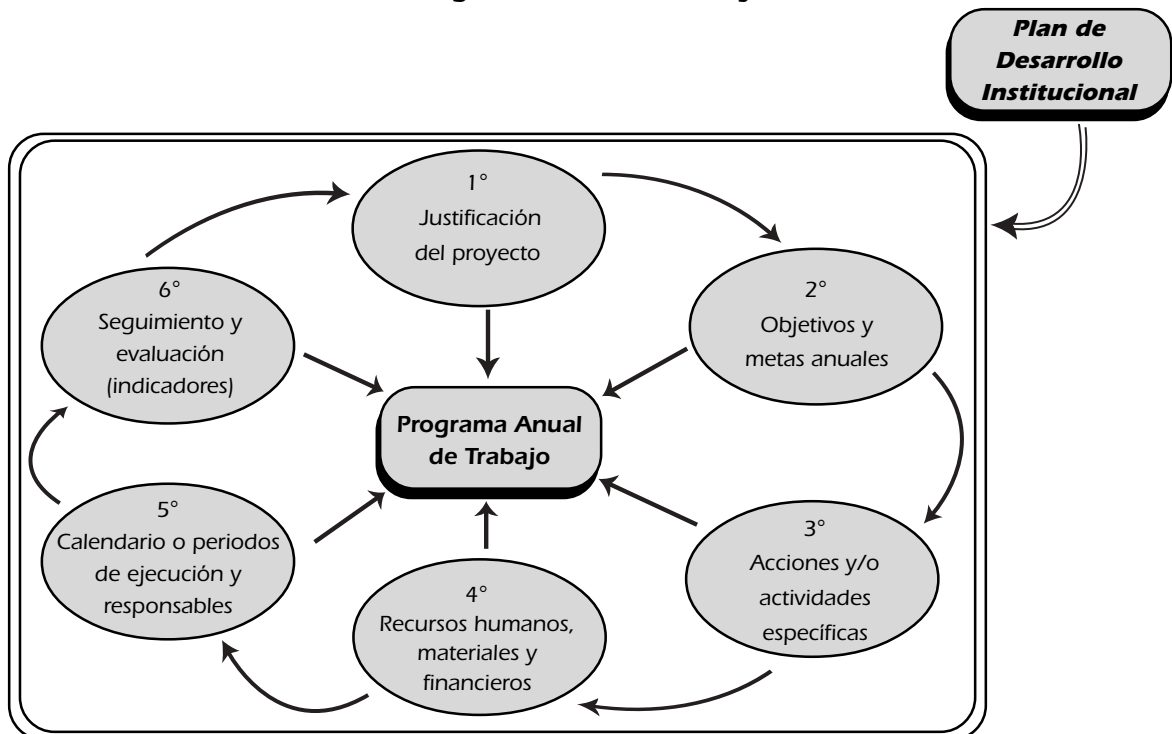 Plan de
Desarrollo
Institucional
1°
Justificación
del proyecto
2°
Objetivos y
metas anuales
3°
Acciones y/o
actividades
específicas
4°
Recursos humanos,
materiales y
financieros
5°
Calendario o periodos
de ejecución y
responsables
6°
Seguimiento y
evaluación
(indicadores)
Programa Anual
de Trabajo